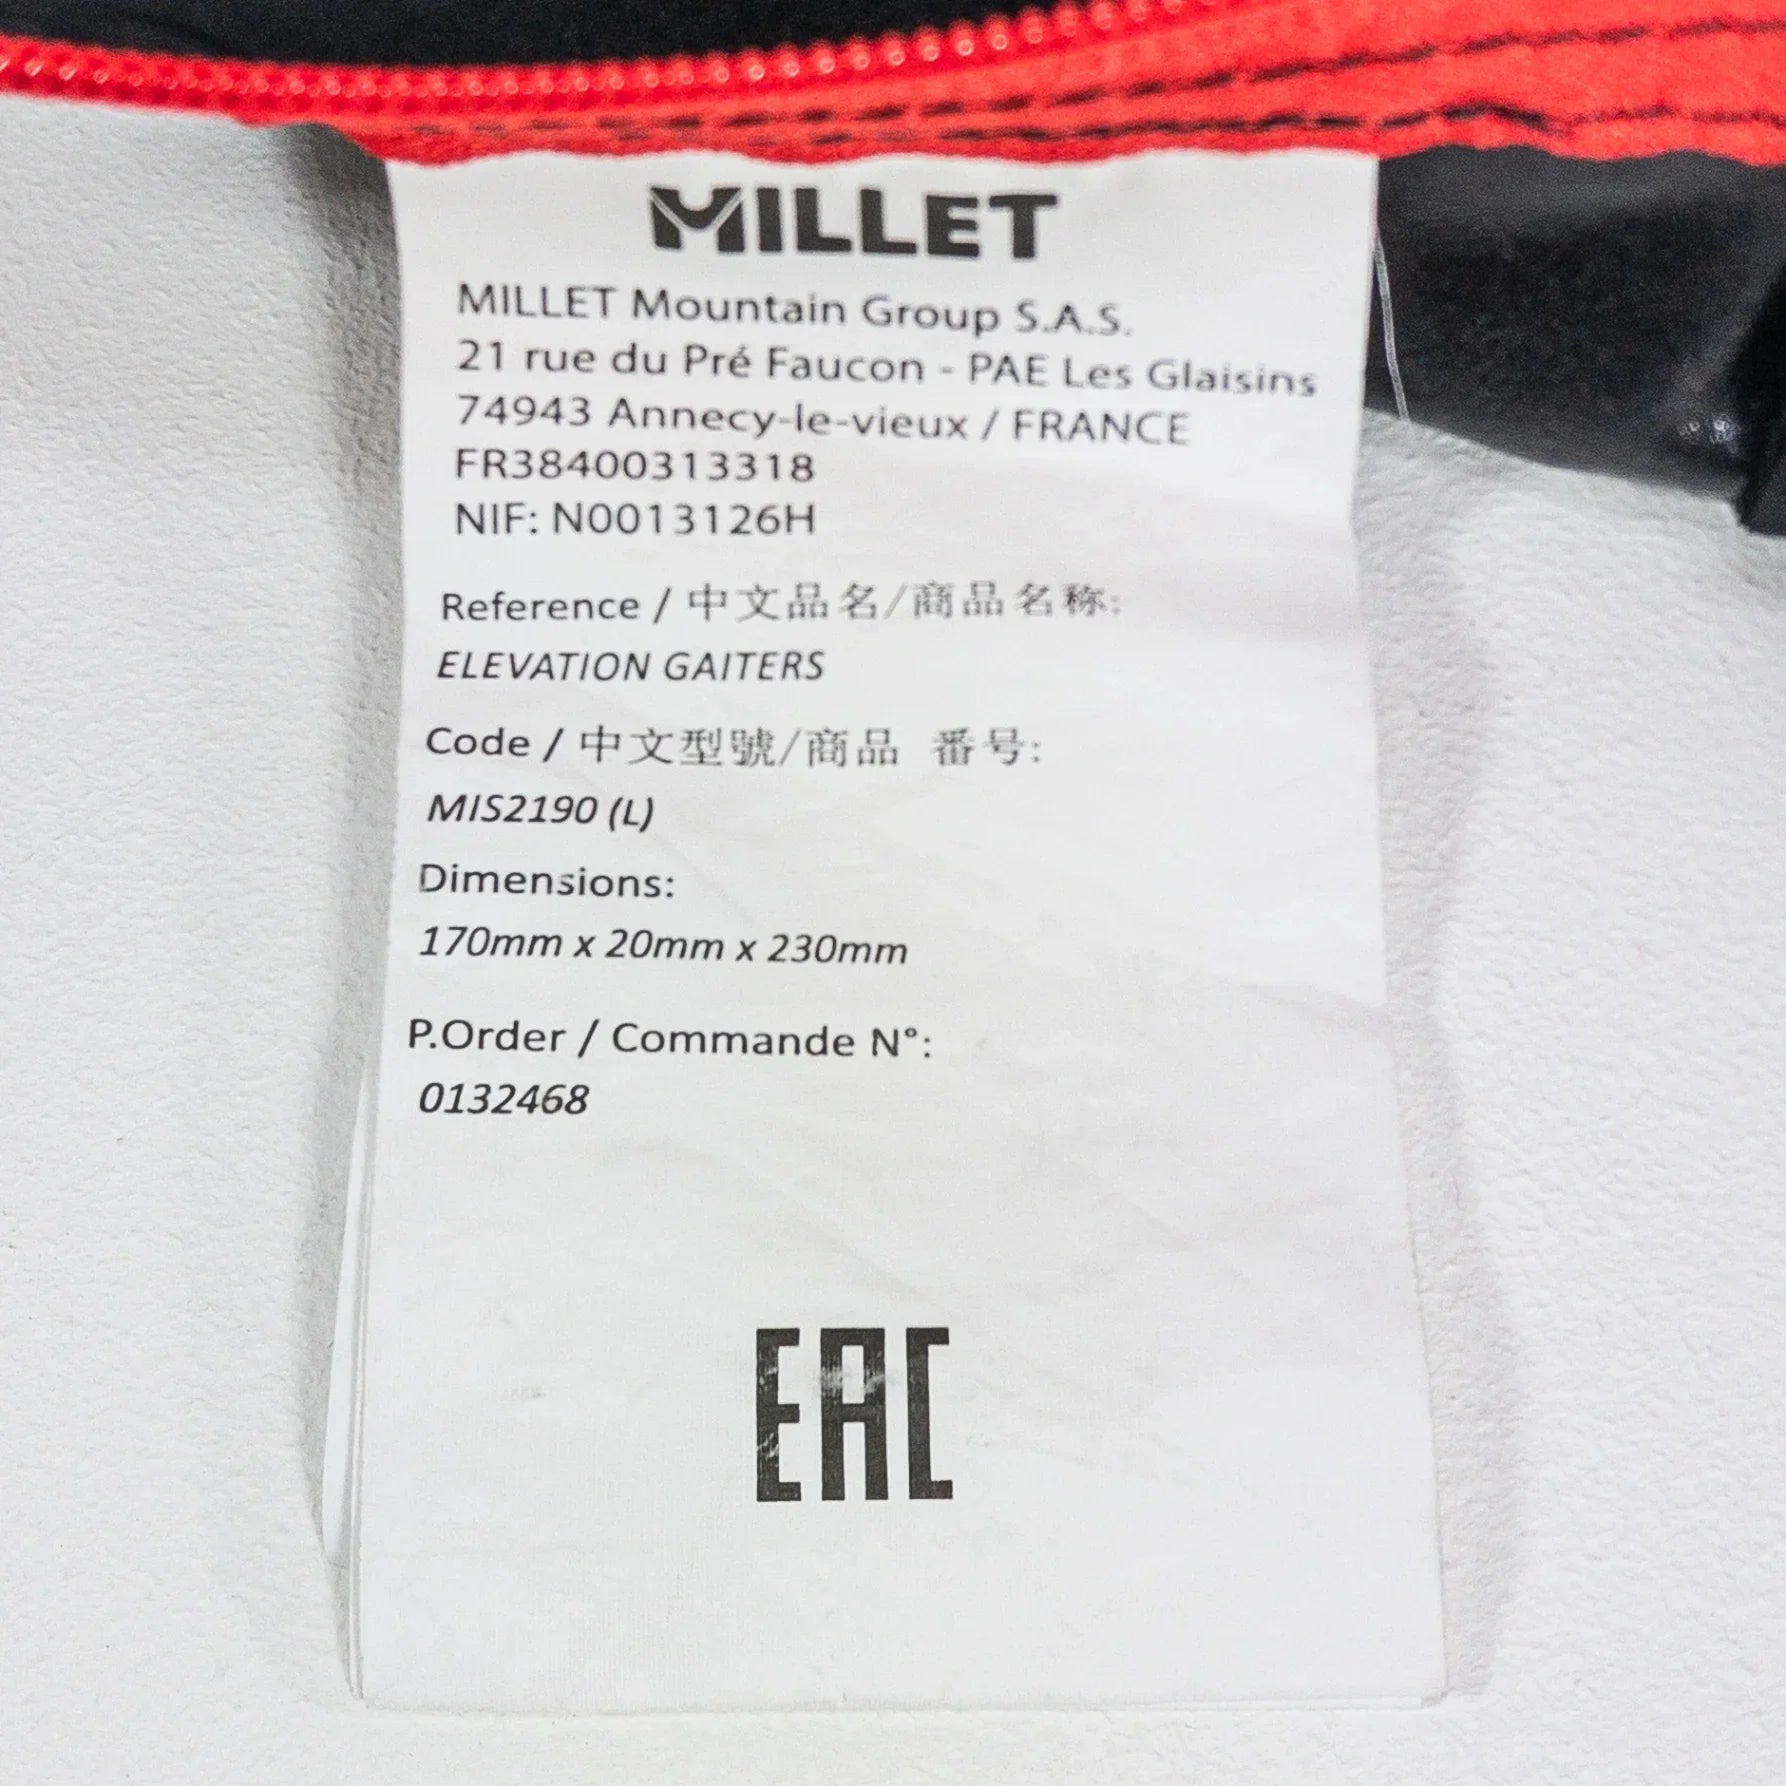 MILLET
MILLET Mountain Group S.A.S.
21 rue du Pré Faucon - PAE Les Glaisins
74943 Annecy-le-vieux / FRANCE
FR38400313318
NIF: N0013126H
Reference / 中文品名/商品名称:
ELEVATION GAITERS
Code / 中文型號/商品 番号:
MIS2190 (L)
Dimensions:
170mm x 20mm x 230mm
P.Order / Commande N°:
0132468
EAC